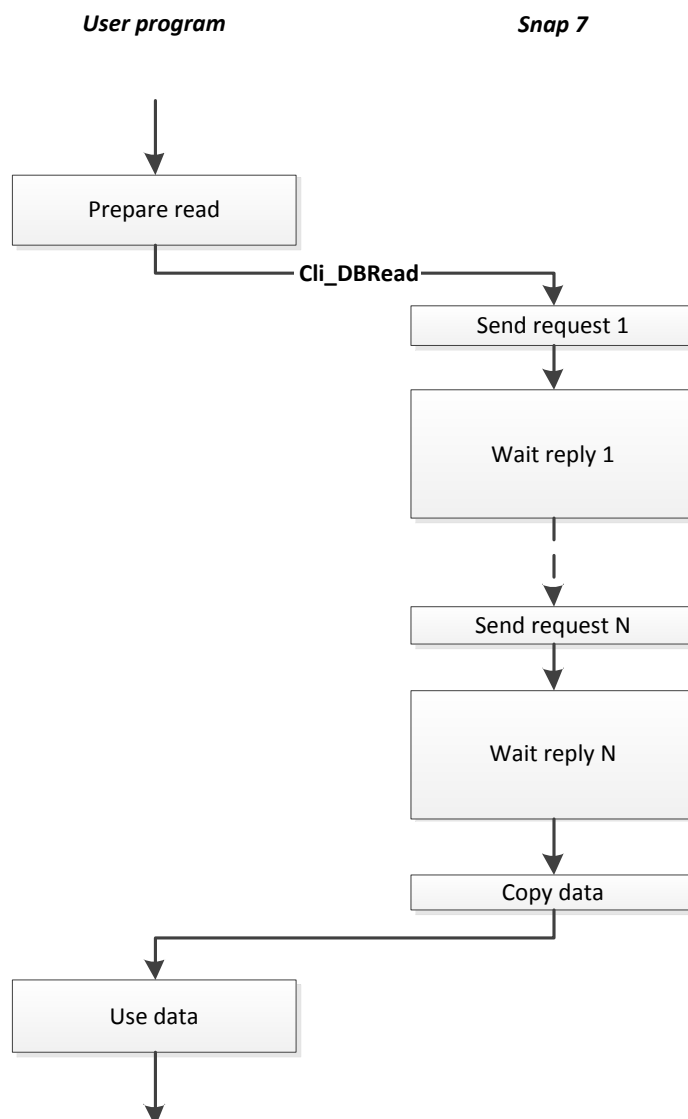 User program
Snap 7
Prepare read
Cli_DBRead
Send request 1
Wait reply 1
Send request N
Wait reply N
Copy data
Use data